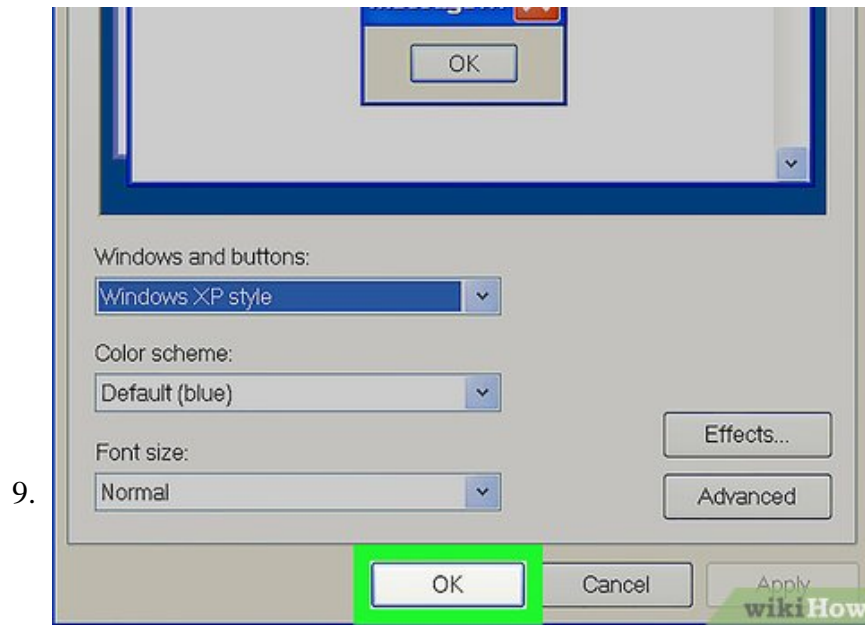 OK
Windows and buttons:
Windows XP style
Color scheme:
Default (blue)
Effects...
Font size:
9.
Normal
Advanced
OK
Cancel
Apply
wikiHow